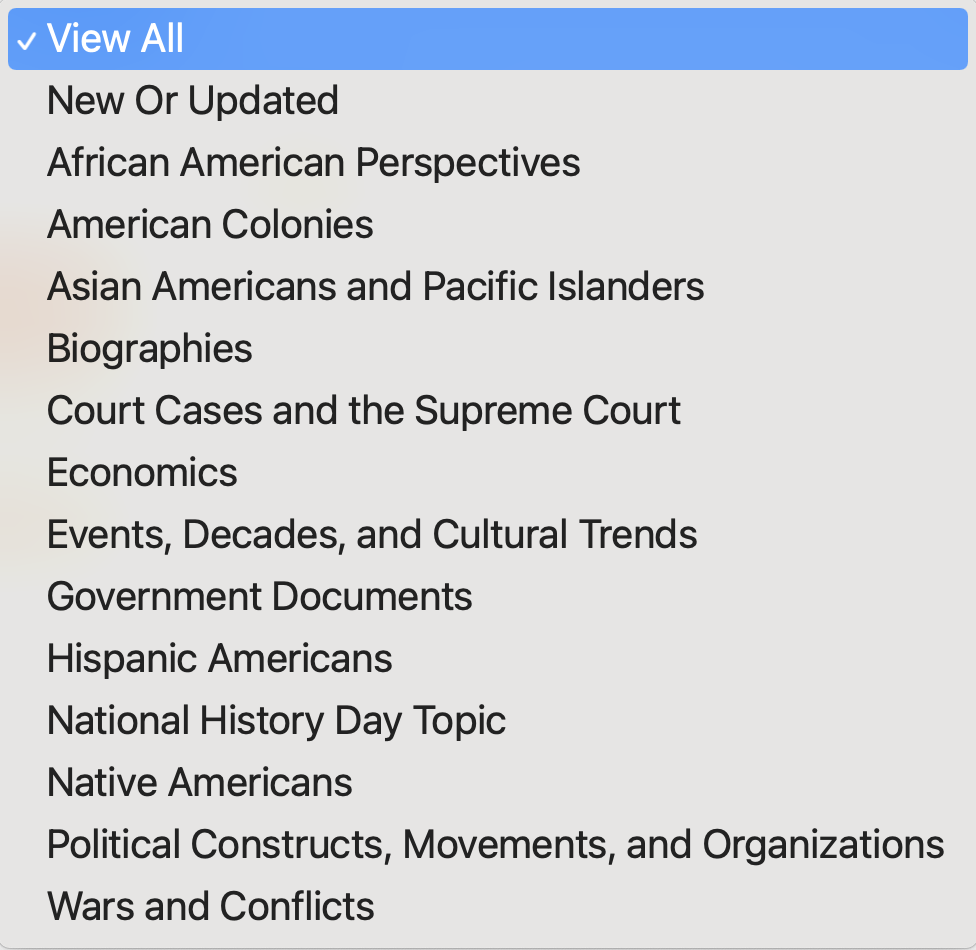 ✓ View All
New Or Updated
African American Perspectives
American Colonies
Asian Americans and Pacific Islanders
Biographies
Court Cases and the Supreme Court
Economics
Events, Decades, and Cultural Trends
Government Documents
Hispanic Americans
National History Day Topic
Native Americans
Political Constructs, Movements, and Organizations
Wars and Conflicts